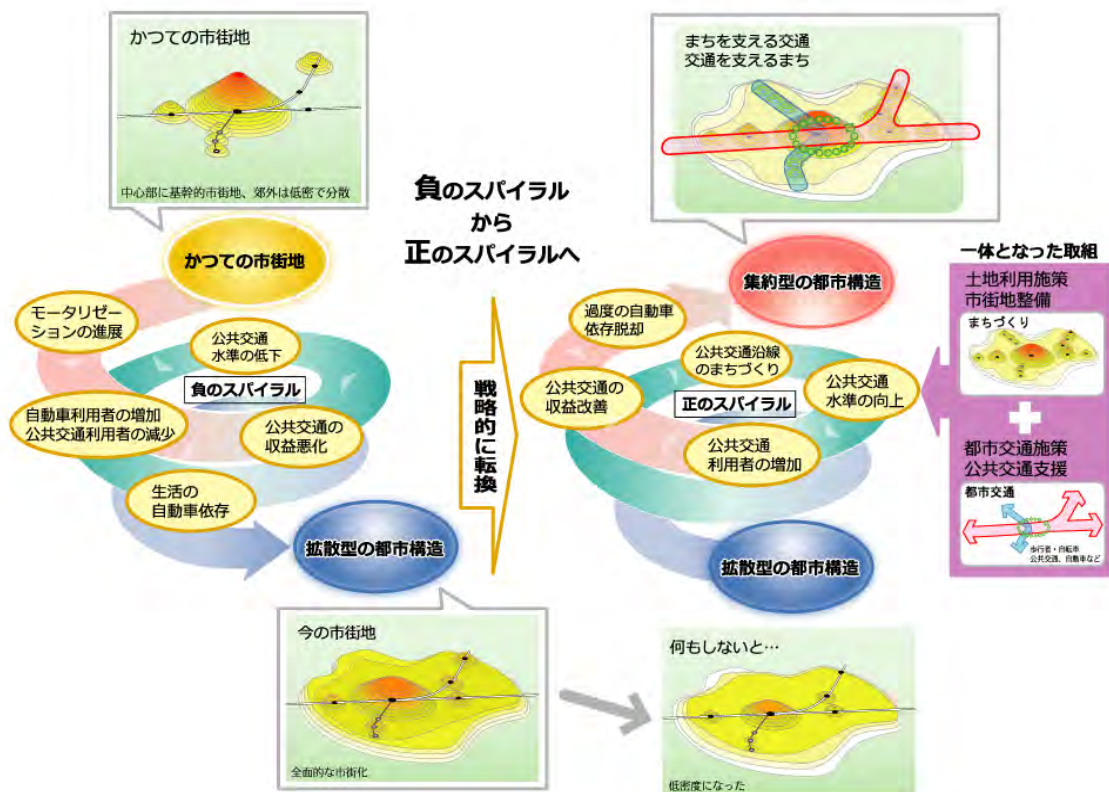 かつての市街地
中心部に基幹的市街地、郊外は低密で分散
まちを支える交通
交通を支えるまち
負のスパイラル
から
正のスパイラルへ
かつての市街地
モータリゼー
ションの進展
公共交通
水準の低下
負のスパイラル
自動車利用者の増加
公共交通利用者の減少
公共交通の
収益悪化
生活の
自動車依存
拡散型の都市構造
戦略的に転換
集約型の都市構造
過度の自動車
依存脱却
公共交通沿線
のまちづくり
公共交通の
収益改善
正のスパイラル
公共交通
水準の向上
公共交通
利用者の増加
拡散型の都市構造
一体となった取組
土地利用施策
市街地整備
まちづくり
都市交通施策
公共交通支援
都市交通
歩行者・自転車
公共交通、自動車など
今の市街地
全面的な市街化
何もしないと…
低密度になった